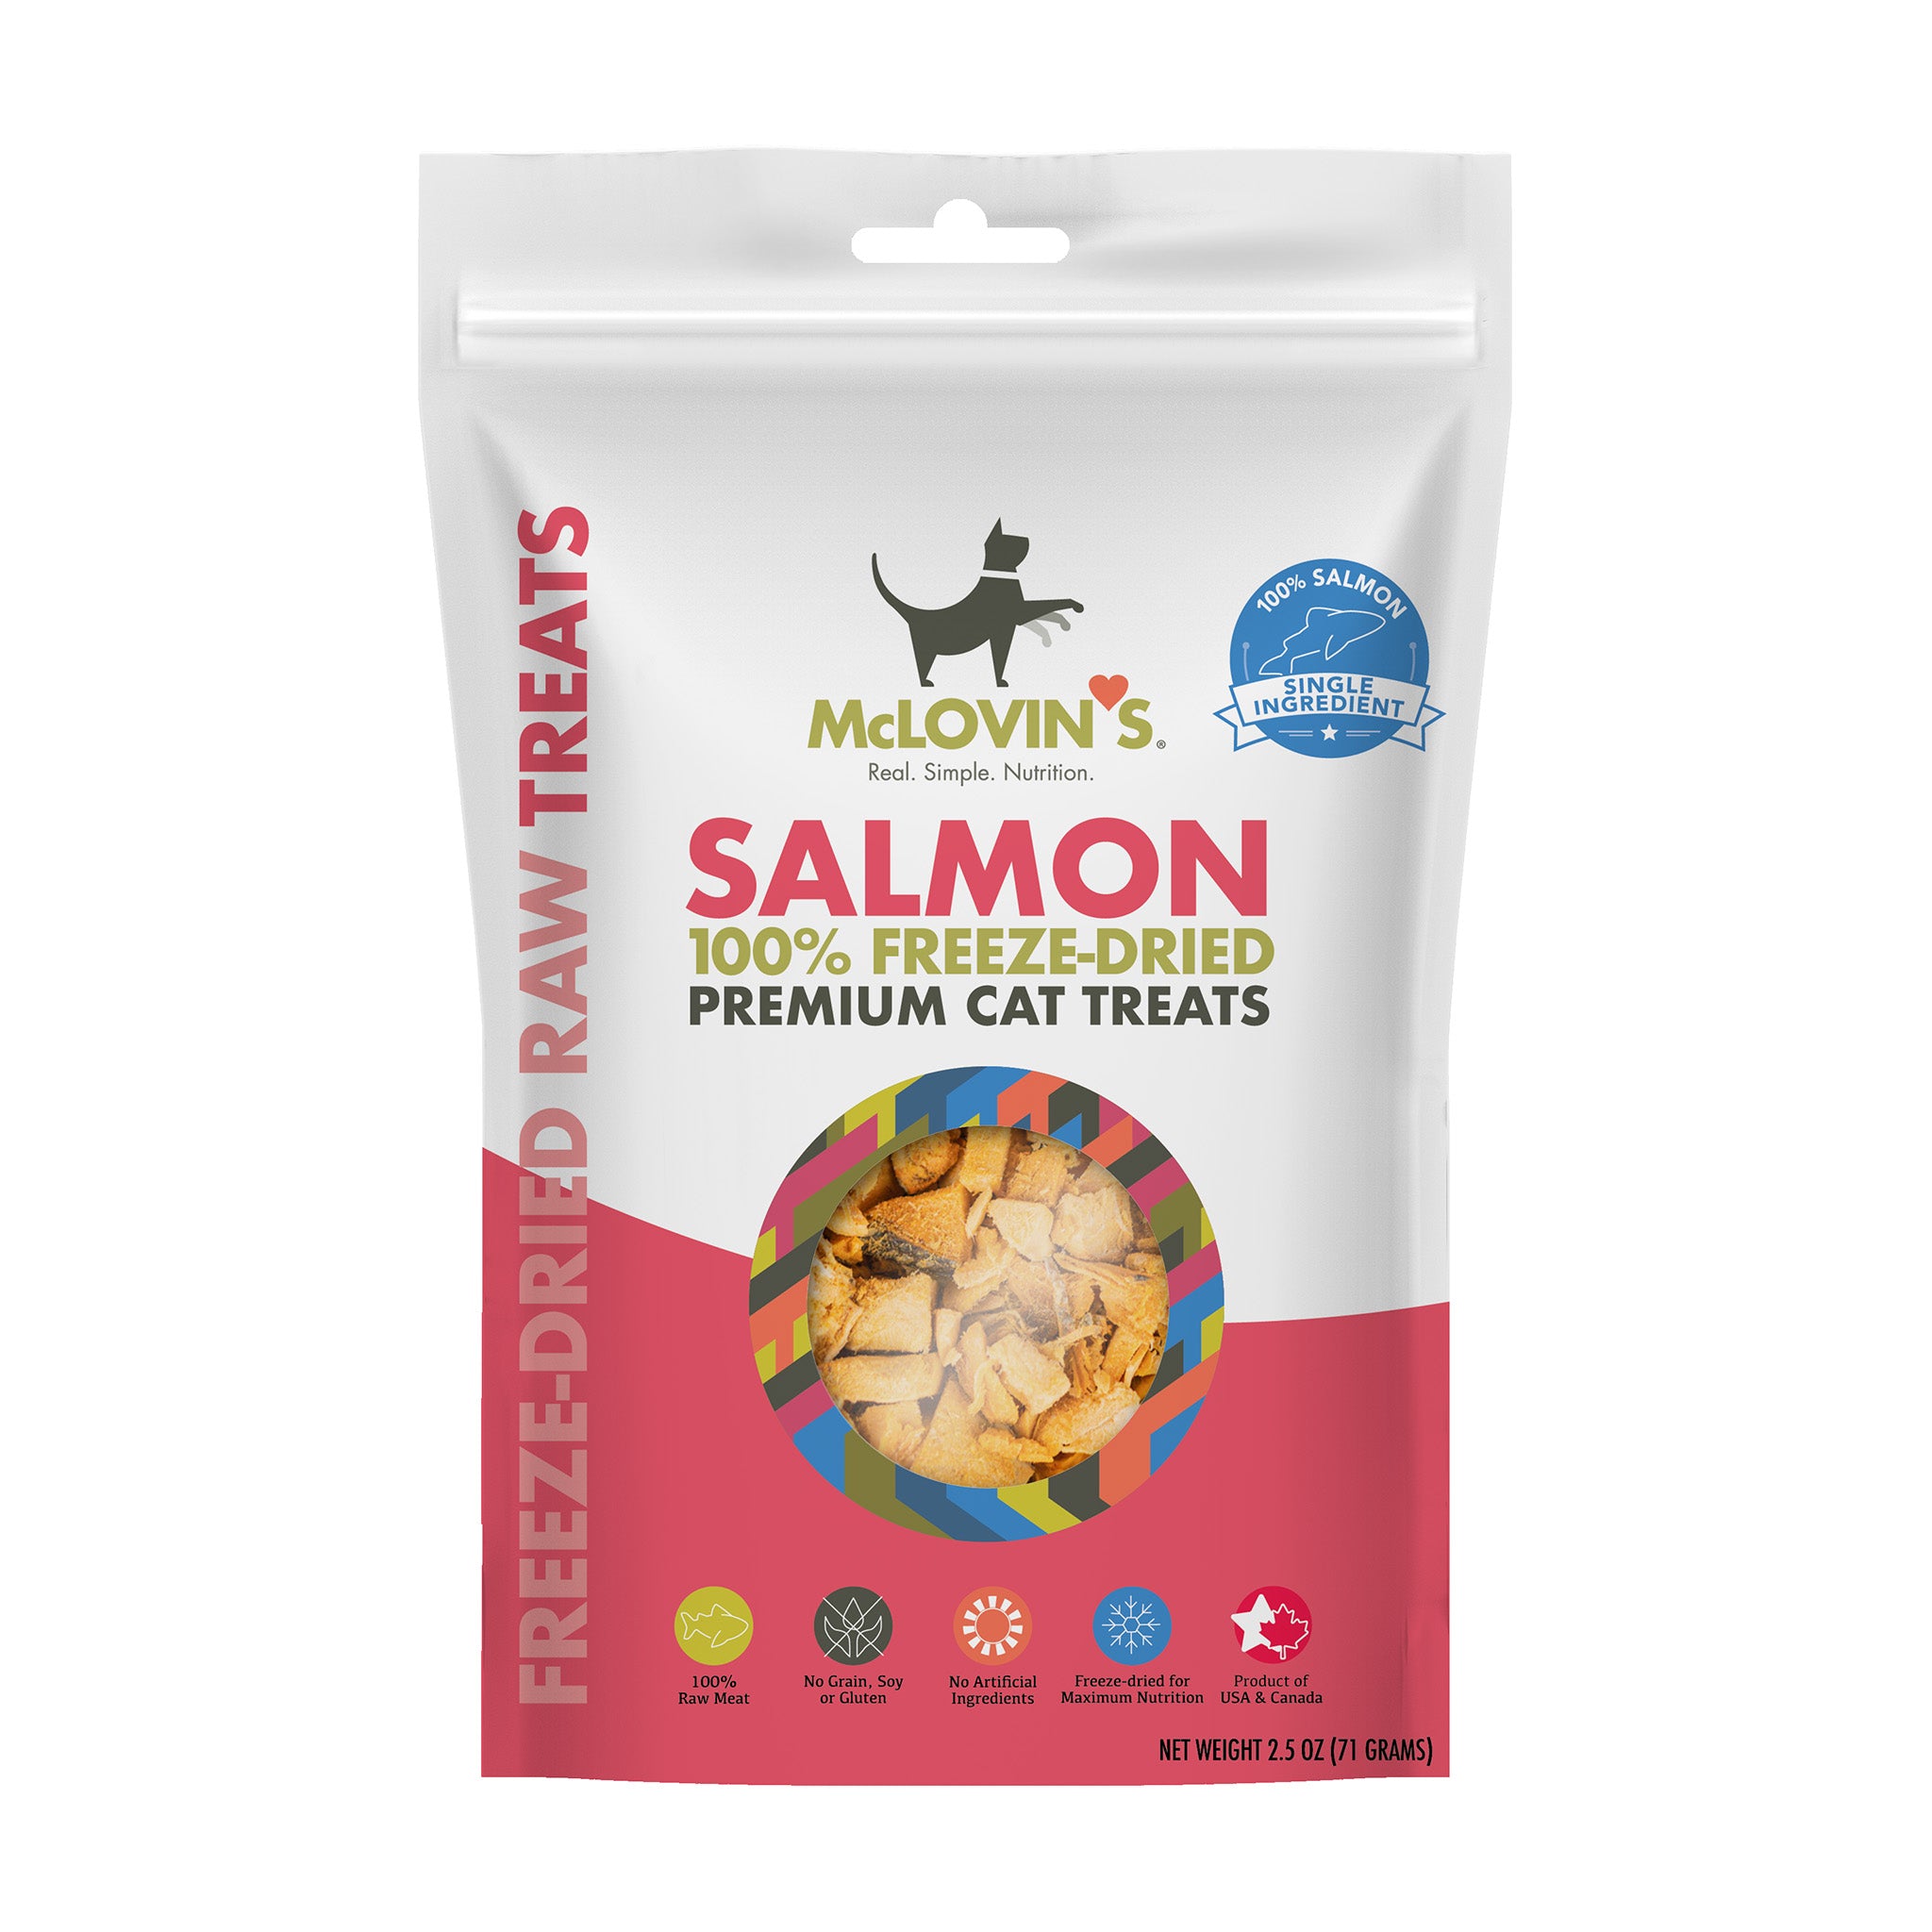 FREEZE-DRIED RAW TREATS
McLOVIN'S®
Real. Simple. Nutrition.
100% SALMON
SINGLE
INGREDIENT
SALMON
100% FREEZE-DRIED
PREMIUM CAT TREATS
100%
Raw Meat
No Grain, Soy
or Gluten
No Artificial
Ingredients
Freeze-dried for
Maximum Nutrition
Product of
USA & Canada
NET WEIGHT 2.5 OZ (71 GRAMS)